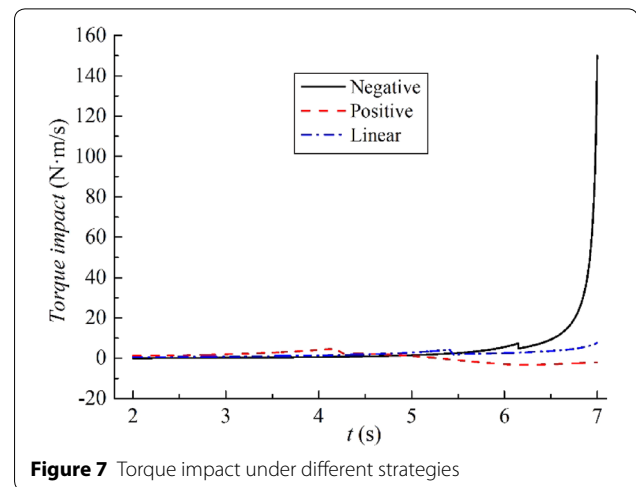 160
140
120
100
80
60
40
20
0
-20
Torque impact (N·m/s)
Negative
Positive
Linear
2 3 4 5 6 7
t (s)
Figure 7 Torque impact under different strategies